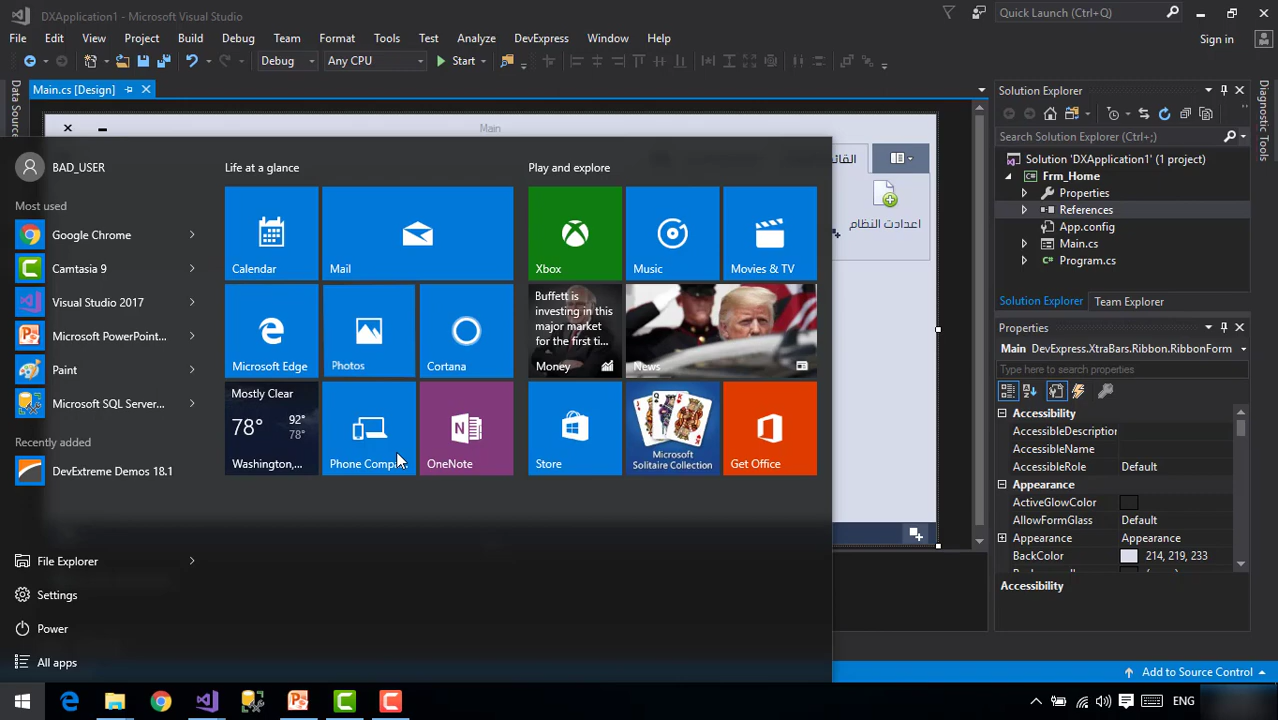 DXApplication1 - Microsoft Visual Studio
Quick Launch (Ctrl+Q)
File Edit View Project Build Debug Team Format Tools Test Analyze DevExpress Window Help
Sign in
Debug Any CPU Start
Main.cs [Design]
Main
القائ
اعدادت النظام
BAD_USER
Most used
Google Chrome
Camtasia 9
Visual Studio 2017
Microsoft PowerPoint...
Paint
Microsoft SQL Server...
Recently added
DevExtreme Demos 18.1
File Explorer
Settings
Power
All apps
Life at a glance
Calendar
Mail
Microsoft Edge
Photos
Cortana
Mostly Clear
78°
92°
78°
Washington,...
Phone Compa...
OneNote
Play and explore
Xbox
Music
Movies & TV
Buffett is
investing in this
major market
for the first ti...
Money
News
Store
Microsoft
Solitaire Collection
Get Office
Solution Explorer
Search Solution Explorer (Ctrl+;)
Solution 'DXApplication1' (1 project)
Frm_Home
Properties
References
App.config
Main.cs
Program.cs
Solution Explorer Team Explorer
Properties
Main DevExpress.XtraBars.Ribbon.RibbonForm
Type here to search properties
Accessibility
AccessibleDescription
AccessibleName
AccessibleRole Default
Appearance
ActiveGlowColor
AllowFormGlass Default
Appearance Appearance
BackColor 214, 219, 233
Accessibility
Diagnostic Tools
Data Sour
Add to Source Control
ENG